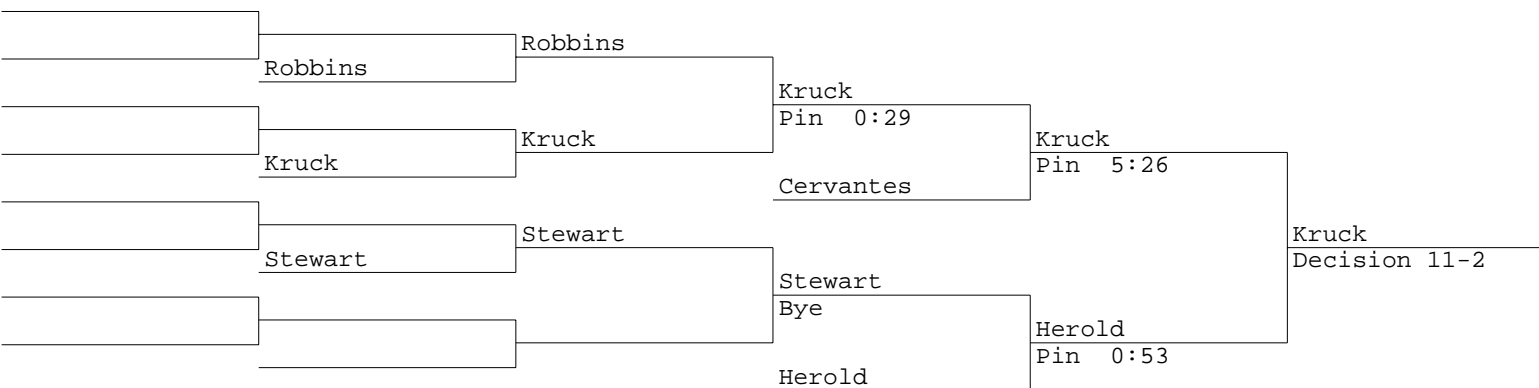 Robbins
Robbins
Kruck
Pin 0:29
Kruck
Kruck
Kruck
Pin 5:26
Cervantes
Stewart
Kruck
Decision 11-2
Stewart
Stewart
Bye
Herold
Pin 0:53
Herold